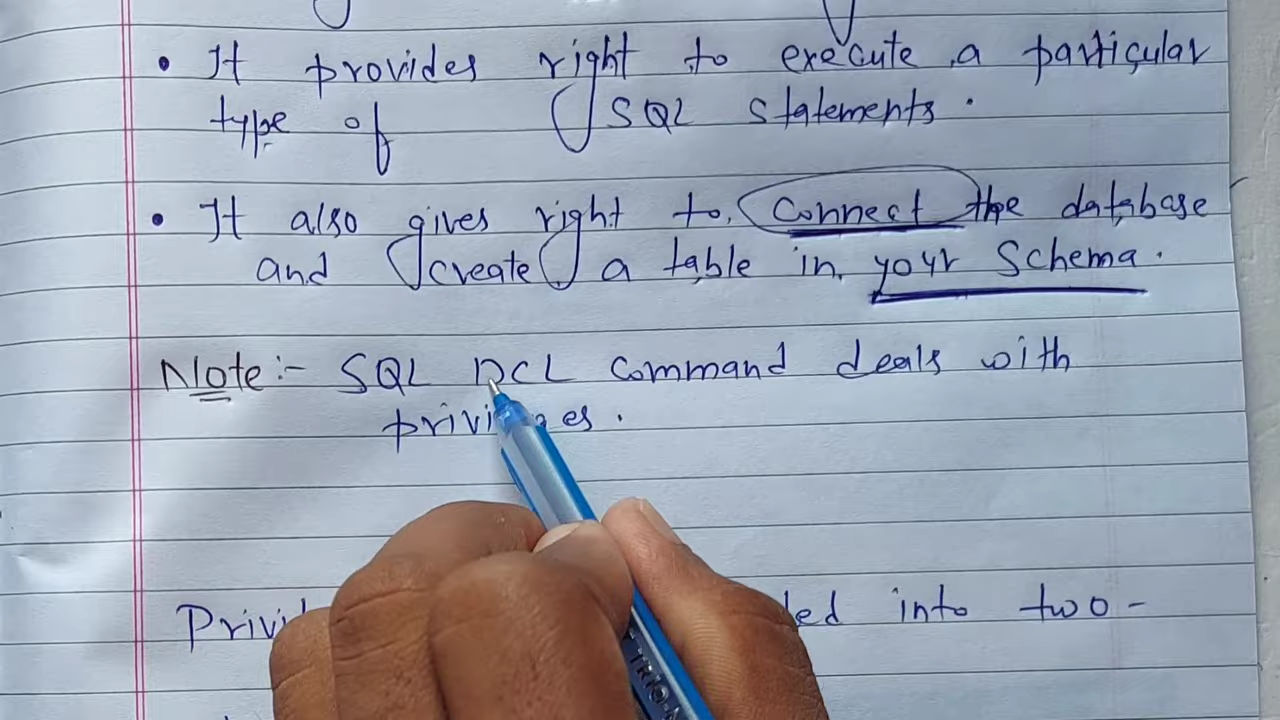 • It provides right to execute a particular
type of SQL statements.
• It also gives right to connect the database
and create a table in your Schema.
Note:- SQL DCL command deals with
into two -